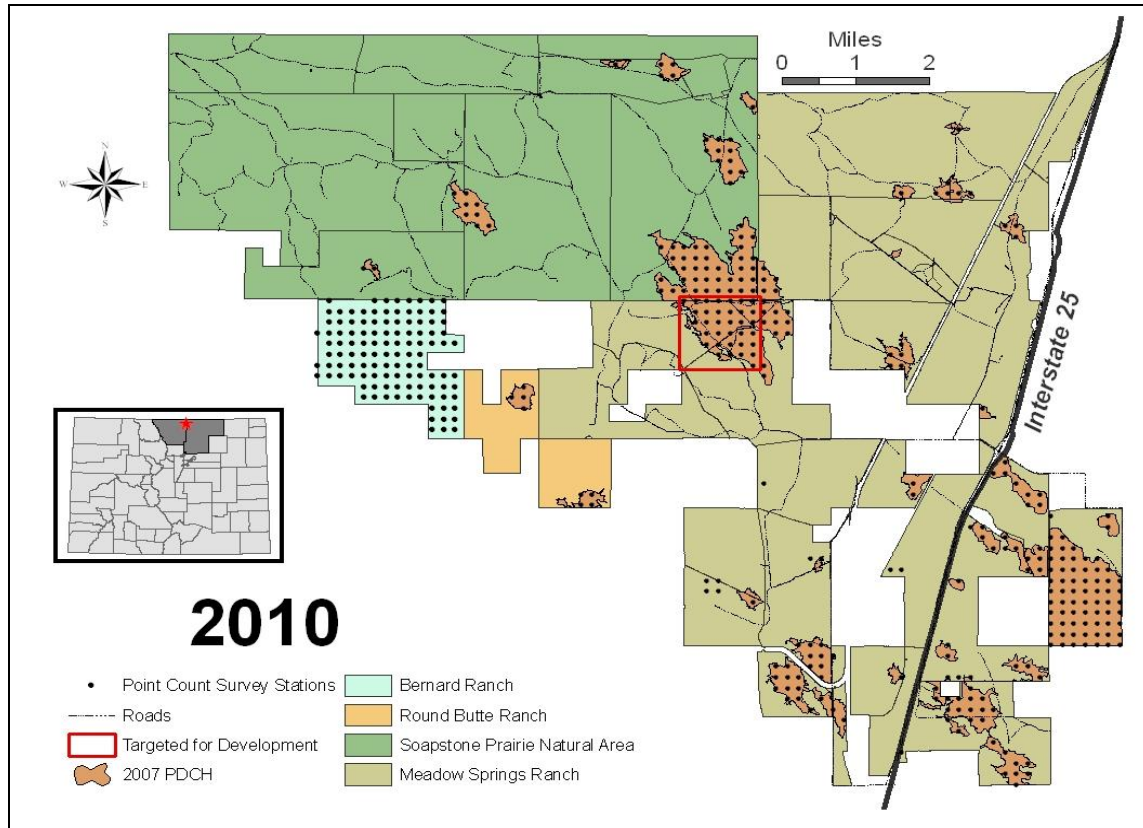 Miles
0 1 2
N
W E
S
Interstate 25
2010
Point Count Survey Stations
Roads
Targeted for Development
2007 PDCH
Bernard Ranch
Round Butte Ranch
Soapstone Prairie Natural Area
Meadow Springs Ranch